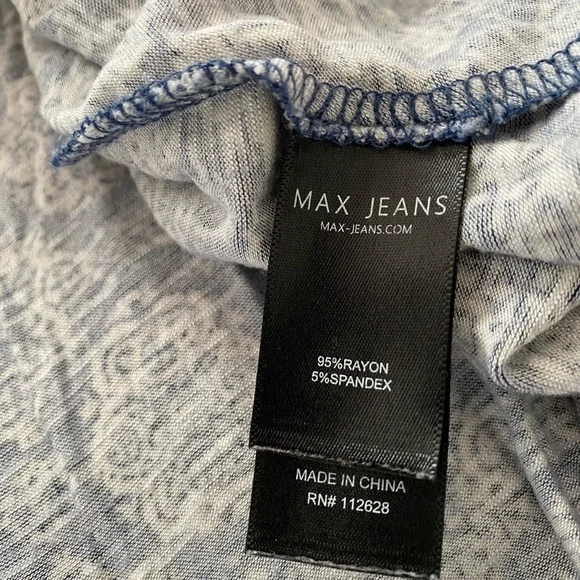 MAX JEANS
MAX-JEANS.COM
95%RAYON
5%SPANDEX
MADE IN CHINA
RN# 112628